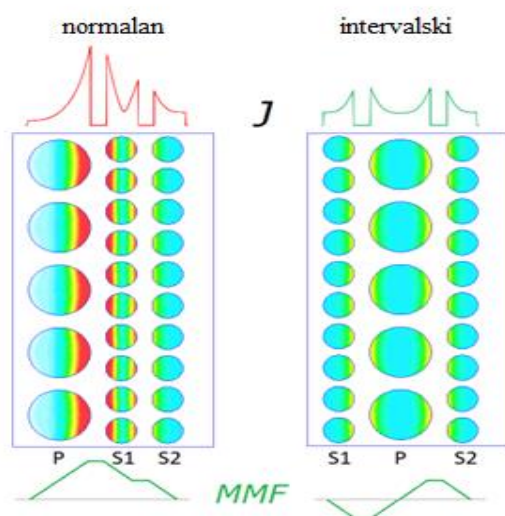 normalan intervalski
J
P S1 S2 S1 P S2
MMF